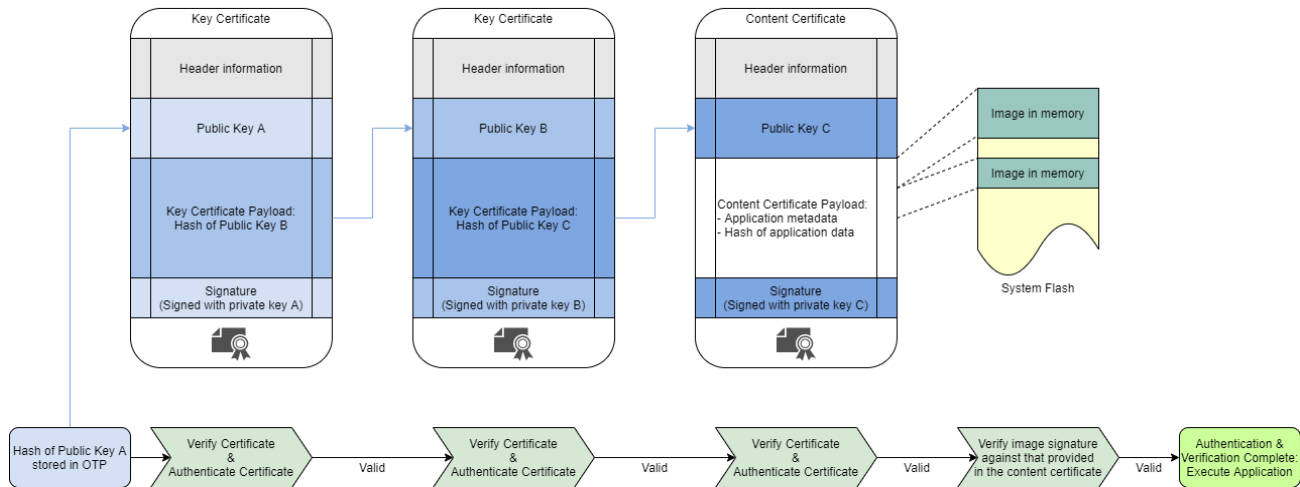 Key Certificate
Header information
Public Key A
Key Certificate Payload:
Hash of Public Key B
Signature
(Signed with private key A)
Key Certificate
Header information
Public Key B
Key Certificate Payload:
Hash of Public Key C
Signature
(Signed with private key B)
Content Certificate
Header information
Public Key C
Content Certificate Payload:
- Application metadata
- Hash of application data
Signature
(Signed with private key C)
Image in memory
Image in memory
System Flash
Hash of Public Key A
stored in OTP
Verify Certificate
&
Authenticate Certificate
Valid
Verify Certificate
&
Authenticate Certificate
Valid
Verify Certificate
&
Authenticate Certificate
Valid
Verify image signature
against that provided
in the content certificate
Valid
Authentication &
Verification Complete:
Execute Application